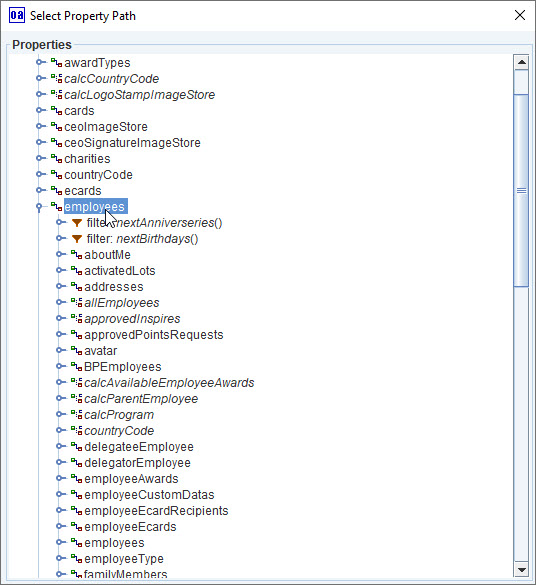 oa Select Property Path
Properties
awardTypes
calcCountryCode
calcLogoStampImageStore
cards
ceoImageStore
ceoSignatureImageStore
charities
countryCode
ecards
employees
filter: nextAnniverseries()
filter: nextBirthdays()
aboutMe
activatedLots
addresses
allEmployees
approvedInspires
approvedPointsRequests
avatar
BPEmployees
calcAvailableEmployeeAwards
calcParentEmployee
calcProgram
countryCode
delegateeEmployee
delegatorEmployee
employeeAwards
employeeCustomDatas
employeeEcardRecipients
employeeEcards
employees
employeeType
familyMembers